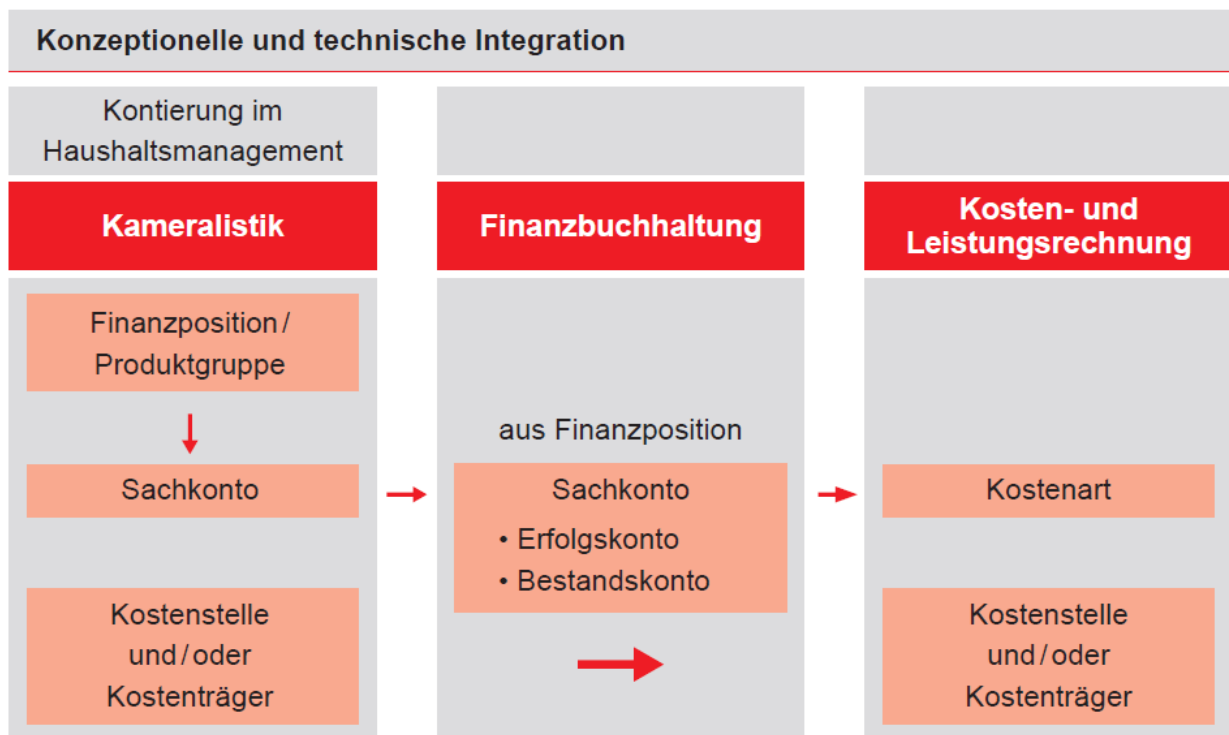 Konzeptionelle und technische Integration
Kontierung im
Haushaltsmanagement
Kameralistik
Finanzposition /
Produktgruppe
Sachkonto
Kostenstelle
und / oder
Kostenträger
Finanzbuchhaltung
aus Finanzposition
Sachkonto
• Erfolgskonto
• Bestandskonto
Kosten- und
Leistungsrechnung
Kostenart
Kostenstelle
und / oder
Kostenträger